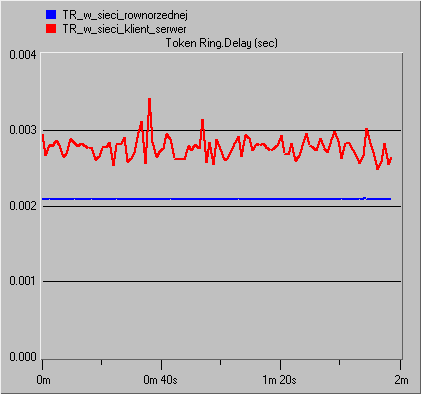 TR_w_sieci_rownorzednej
TR_w_sieci_klient_serwer
Token Ring.Delay (sec)
0.004
0.003
0.002
0.001
0.000
0m 0m 40s 1m 20s 2m